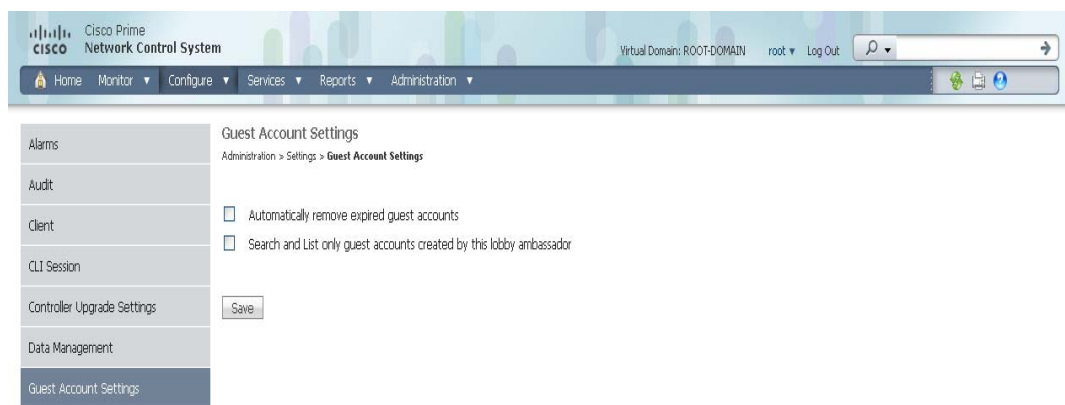 Cisco Prime
CISCO Network Control System
Virtual Domain: ROOT-DOMAIN root ▼ Log Out
Home Monitor ▼ Configure ▼ Services ▼ Reports ▼ Administration ▼
Alarms
Audit
Client
CLI Session
Controller Upgrade Settings
Data Management
Guest Account Settings
Guest Account Settings
Administration > Settings > Guest Account Settings
Automatically remove expired guest accounts
Search and List only guest accounts created by this lobby ambassador
Save